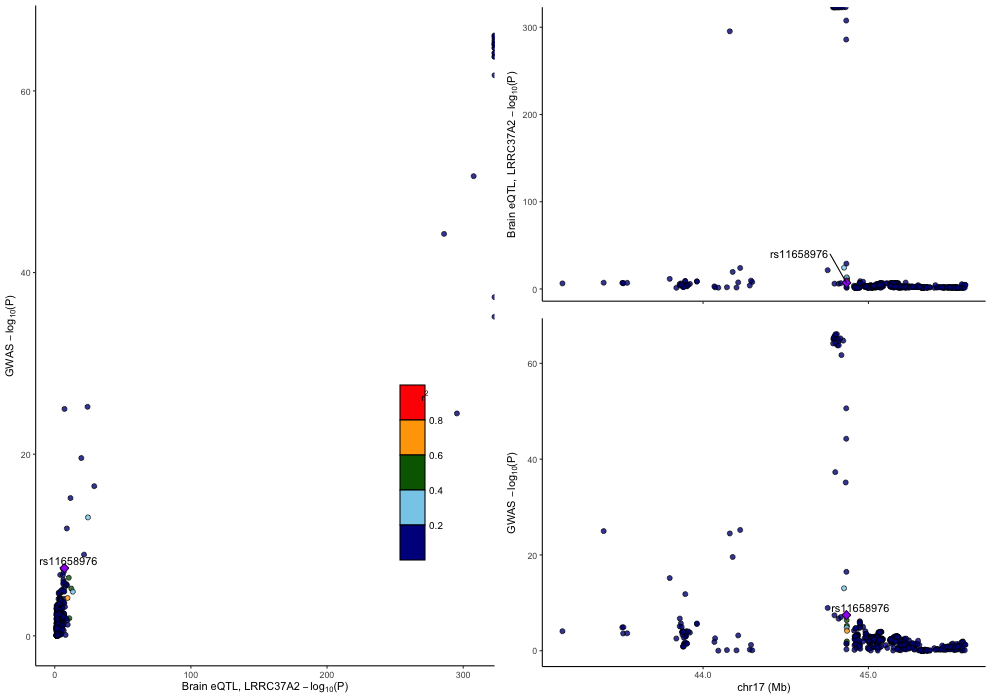 GWAS −log10(P)
60
40
20
0
rs11658976
r2
0.8
0.6
0.4
0.2
0
100
200
300
Brain eQTL, LRRC37A2 −log10(P)
Brain eQTL, LRRC37A2 −log10(P)
300
200
100
0
rs11658976
GWAS −log10(P)
60
40
20
0
rs11658976
44.0
45.0
chr17 (Mb)